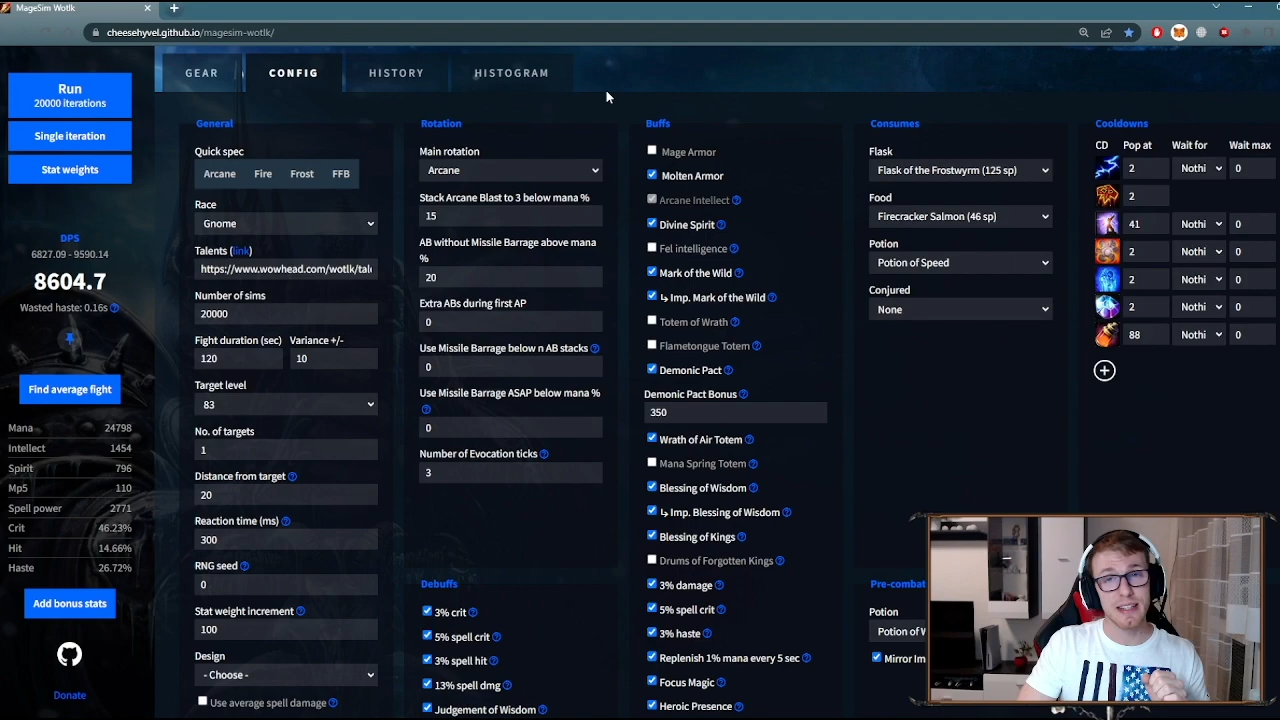 MageSim Wotlk
cheesehyvel.github.io/magesim-wotlk/
GEAR
CONFIG
HISTORY
HISTOGRAM
Run
20000 iterations
Single iteration
Stat weights
DPS
6827.09 - 9590.14
8604.7
Wasted haste: 0.16s
Find average fight
Mana 24798
Intellect 1454
Spirit 796
Mp5 110
Spell power 2771
Crit 46.23%
Hit 14.66%
Haste 26.72%
Add bonus stats
Donate
General
Quick spec
Arcane Fire Frost FFB
Race
Gnome
Talents (link)
https://www.wowhead.com/wotlk/tal
Number of sims
20000
Fight duration (sec) Variance +/-
120 10
Target level
83
No. of targets
1
Distance from target
20
Reaction time (ms)
300
RNG seed
0
Stat weight increment
100
Design
- Choose -
Use average spell damage
Rotation
Main rotation
Arcane
Stack Arcane Blast to 3 below mana %
15
AB without Missile Barrage above mana
%
20
Extra ABs during first AP
0
Use Missile Barrage below n AB stacks
0
Use Missile Barrage ASAP below mana %
0
Number of Evocation ticks
3
Debuffs
3% crit
5% spell crit
3% spell hit
13% spell dmg
Judgement of Wisdom
Buffs
Mage Armor
Molten Armor
Arcane Intellect
Divine Spirit
Fel intelligence
Mark of the Wild
↳ Imp. Mark of the Wild
Totem of Wrath
Flametongue Totem
Demonic Pact
Demonic Pact Bonus
350
Wrath of Air Totem
Mana Spring Totem
Blessing of Wisdom
↳ Imp. Blessing of Wisdom
Blessing of Kings
Drums of Forgotten Kings
3% damage
5% spell crit
3% haste
Replenish 1% mana every 5 sec
Focus Magic
Heroic Presence
Consumes
Flask
Flask of the Frostwyrm (125 sp)
Food
Firecracker Salmon (46 sp)
Potion
Potion of Speed
Conjured
None
Pre-combat
Potion
Potion of W
Mirror Im
Cooldowns
CD Pop at Wait for Wait max
2 Nothi 0
2
41 Nothi 0
2 Nothi 0
2 Nothi 0
2 Nothi 0
88 Nothi 0